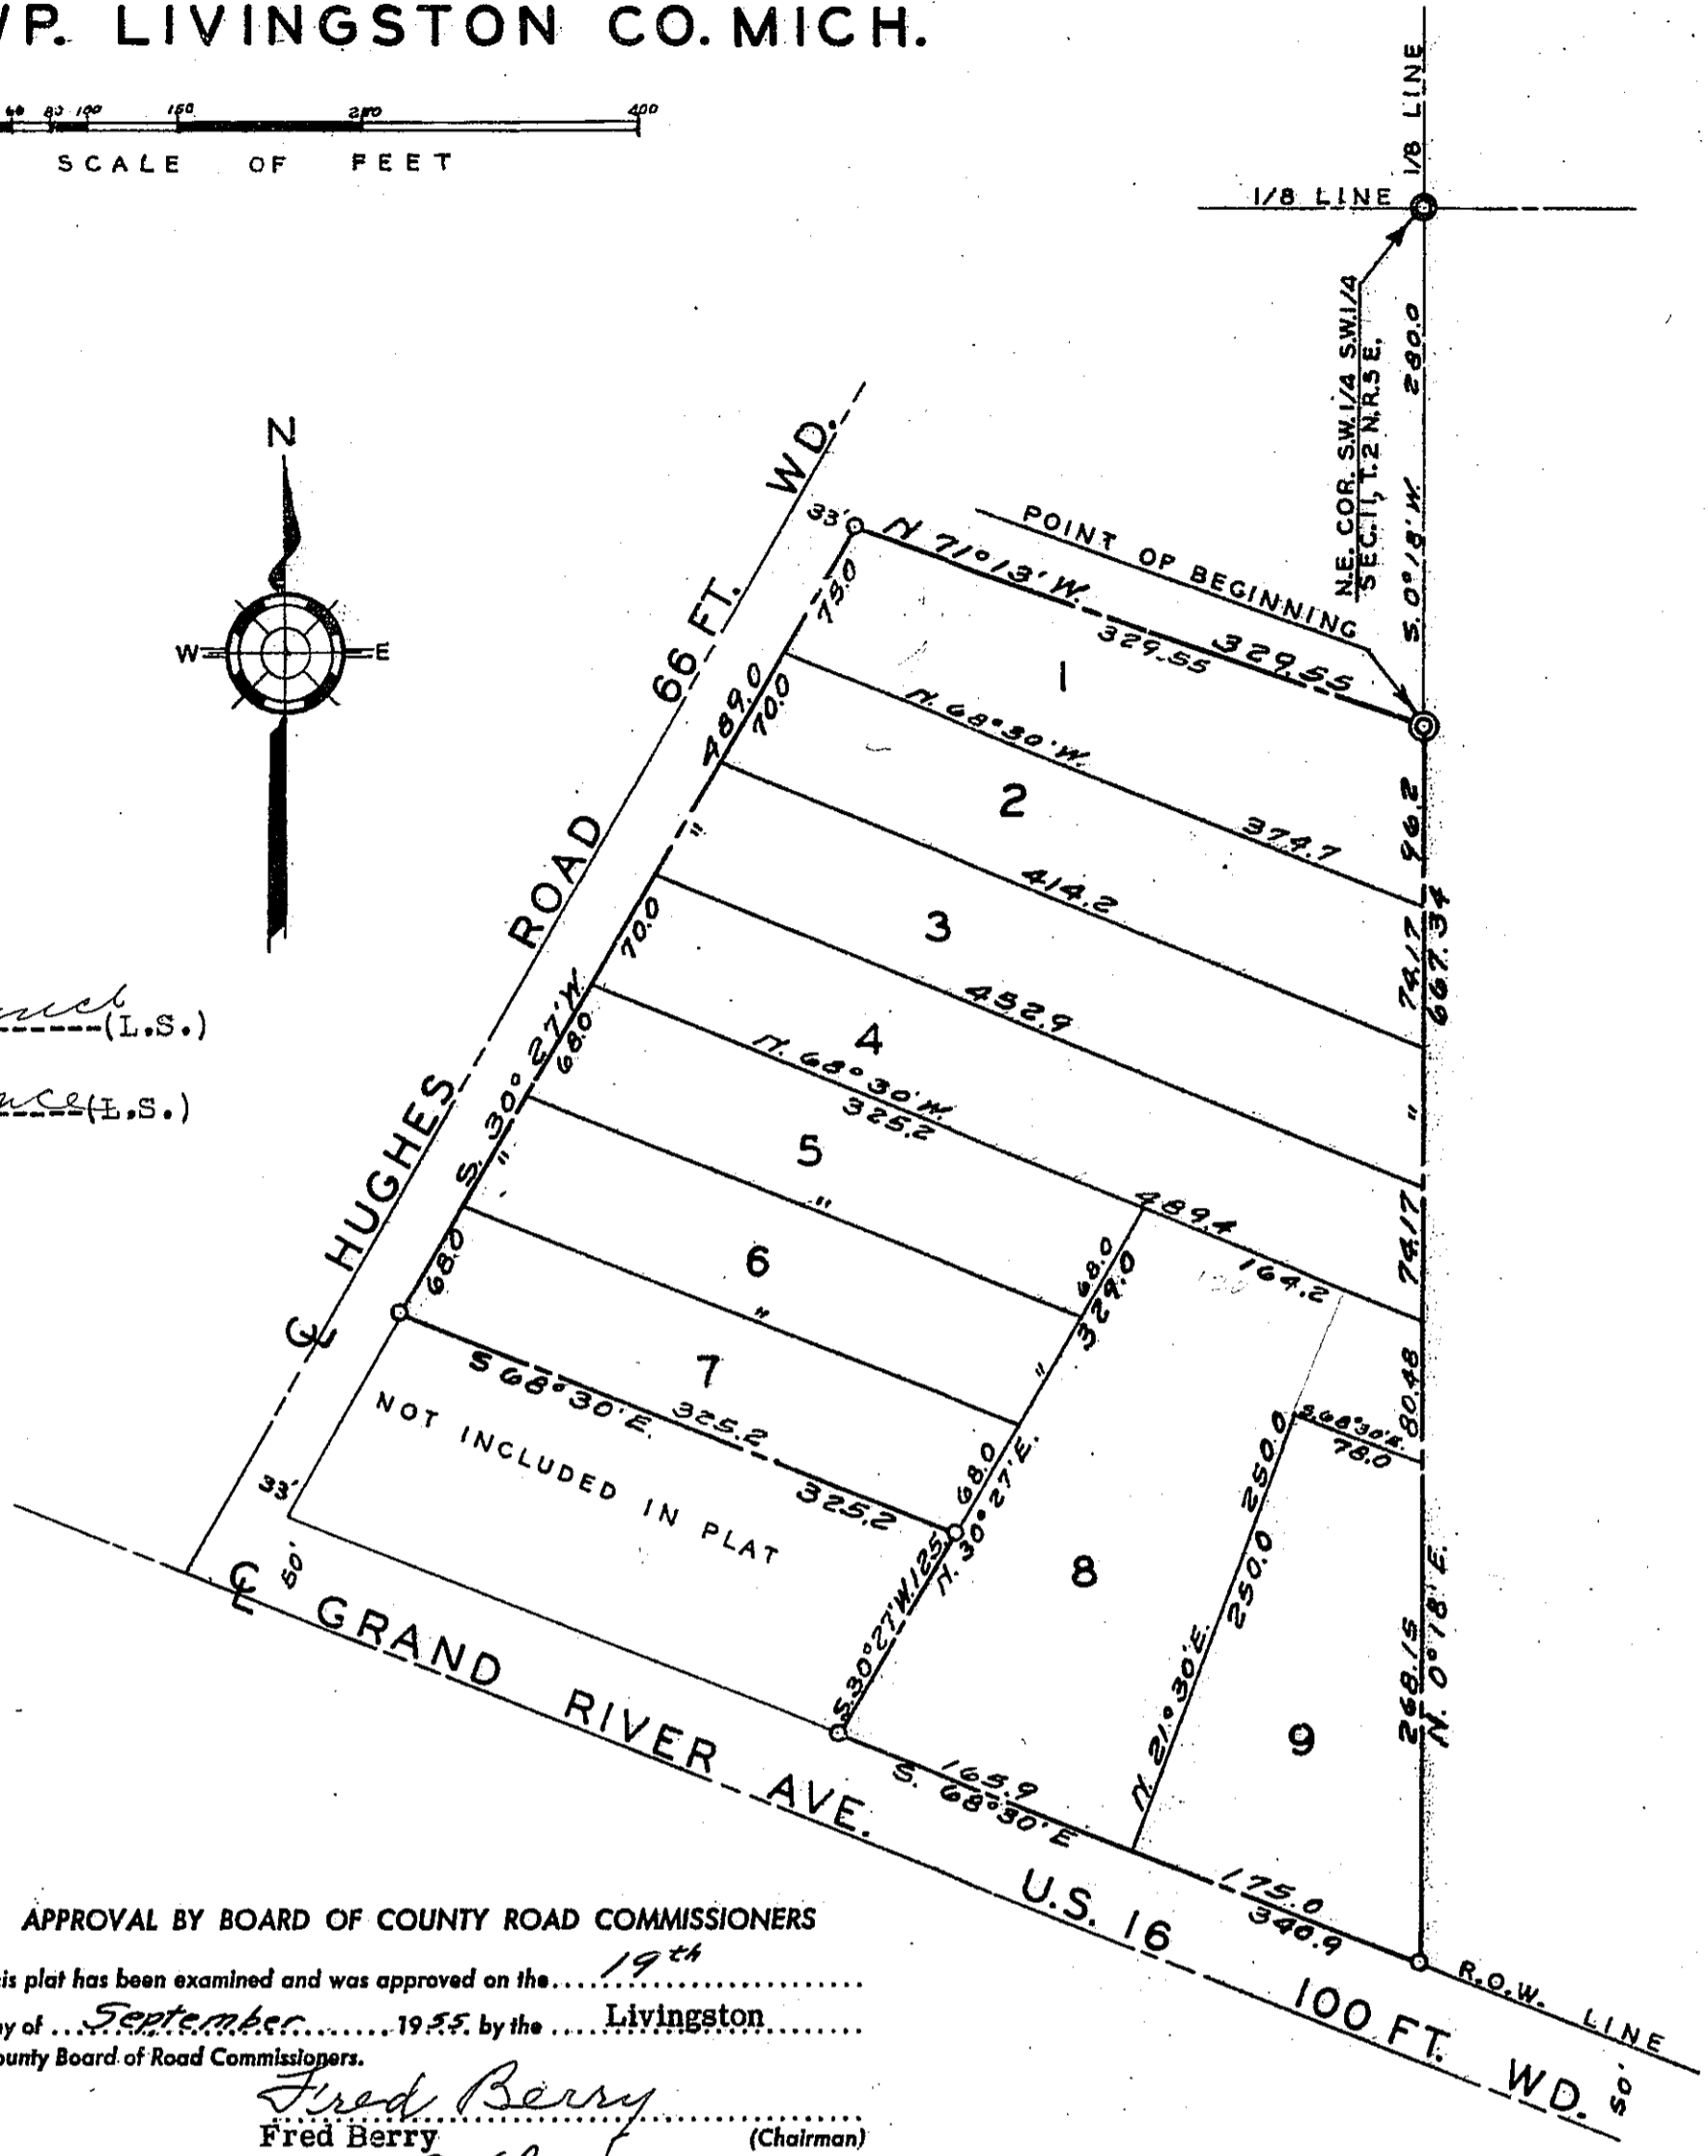 WP. LIVINGSTON CO. MICH.
60 80 100 150 200 400
SCALE OF FEET
1/8 LINE
1/8 LINE
N.E. COR. S.W.1/4 S.W.1/4
SEC.11, T.2 N.R.5 E.
S.0°18'W. 280.0
N
W E
POINT OF BEGINNING
33'
N 71°13' W.
329.55
329.55
HUGHES ROAD 66 FT. WD.
73.0
489.0
70.0
"
70.0
S. 30° 27' W.
68.0
"
68.0
1
N. 68°30' W.
374.7
2
414.2
3
452.9
4
N. 68°30' W.
325.2
489.4
164.2
5
"
6
"
7
S 68°30' E. 325.2
325.2
96.2
74.17
667.34
"
74.17
80.48
268.15
N. 0°18' E.
68.0
329.0
"
68.0
N. 30°27' E.
S.30°27'W.125.
8
S.68°30'E.
78.0
250.0
250.0
N. 21°30'E.
9
NOT INCLUDED IN PLAT
33'
50'
165.9
S. 68°30' E
175.0
340.9
GRAND RIVER AVE. U.S. 16 100 FT. WD.
R.O.W. LINE
50'
(L.S.)
(L.S.)
APPROVAL BY BOARD OF COUNTY ROAD COMMISSIONERS
is plat has been examined and was approved on the 19th
y of September 1955. by the Livingston
ounty Board of Road Commissioners.
Fred Berry
Fred Berry (Chairman)